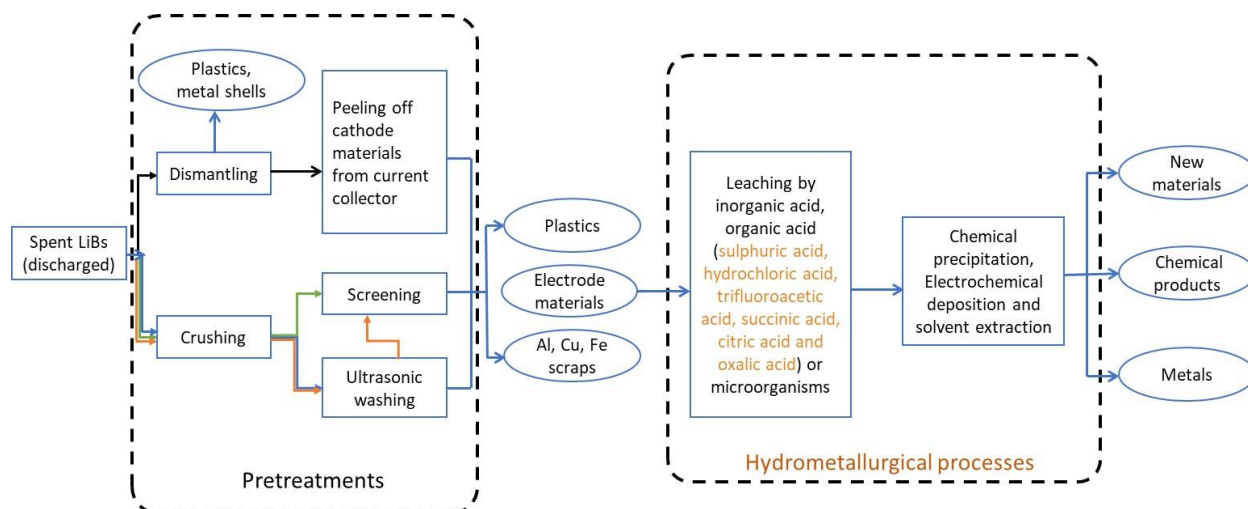 Plastics,
metal shells
Peeling off
cathode
materials
from current
collector
Dismantling
Spent LiBs
(discharged)
Crushing
Screening
Ultrasonic
washing
Pretreatments
Plastics
Electrode
materials
Al, Cu, Fe
scraps
Leaching by
inorganic acid,
organic acid
(sulphuric acid,
hydrochloric acid,
trifluoroacetic
acid, succinic acid,
citric acid and
oxalic acid) or
microorganisms
Chemical
precipitation,
Electrochemical
deposition and
solvent extraction
Hydrometallurgical processes
New
materials
Chemical
products
Metals